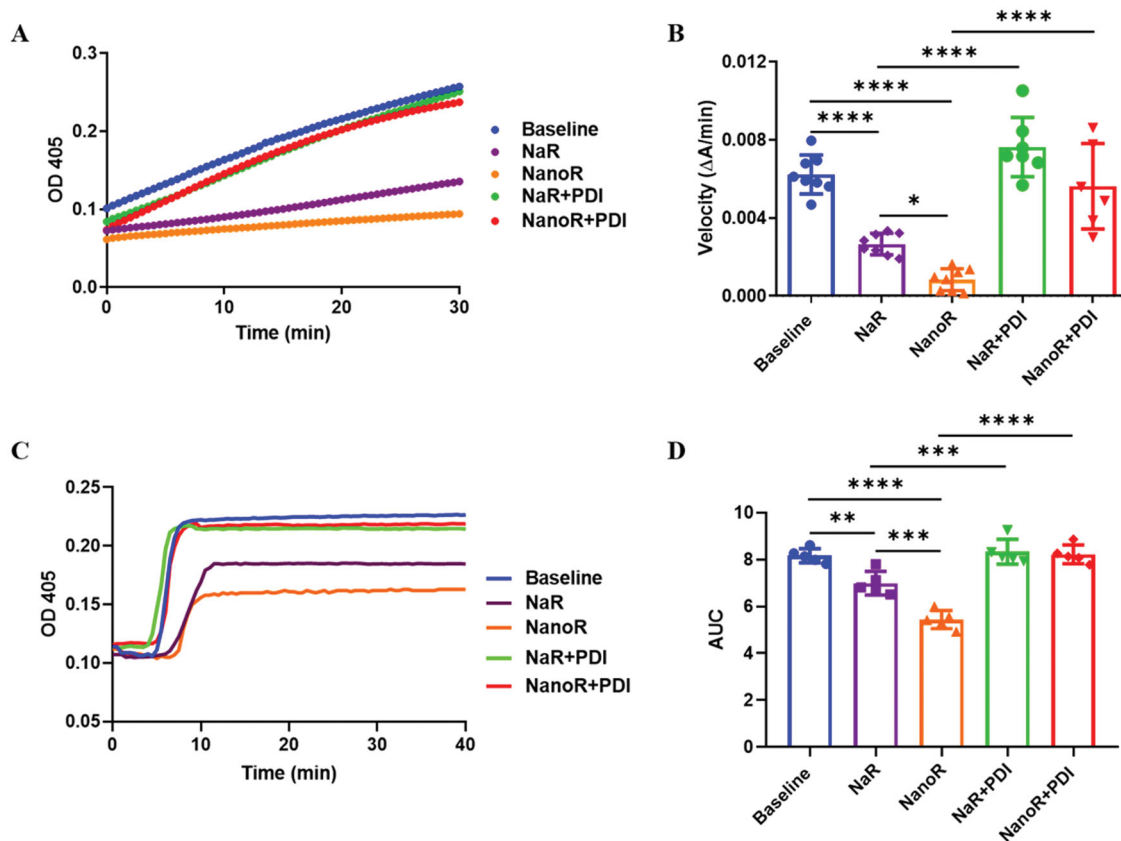 A
OD 405
0.3
0.2
0.1
0.0
0
10
20
30
Time (min)
Baseline
NaR
NanoR
NaR+PDI
NanoR+PDI
B
Velocity (ΔA/min)
0.012
0.008
0.004
0.000
****
****
****
****
*
Baseline
NaR
NanoR
NaR+PDI
NanoR+PDI
C
OD 405
0.25
0.20
0.15
0.10
0.05
0
10
20
30
40
Time (min)
Baseline
NaR
NanoR
NaR+PDI
NanoR+PDI
D
AUC
10
8
6
4
2
0
****
***
****
**
***
Baseline
NaR
NanoR
NaR+PDI
NanoR+PDI